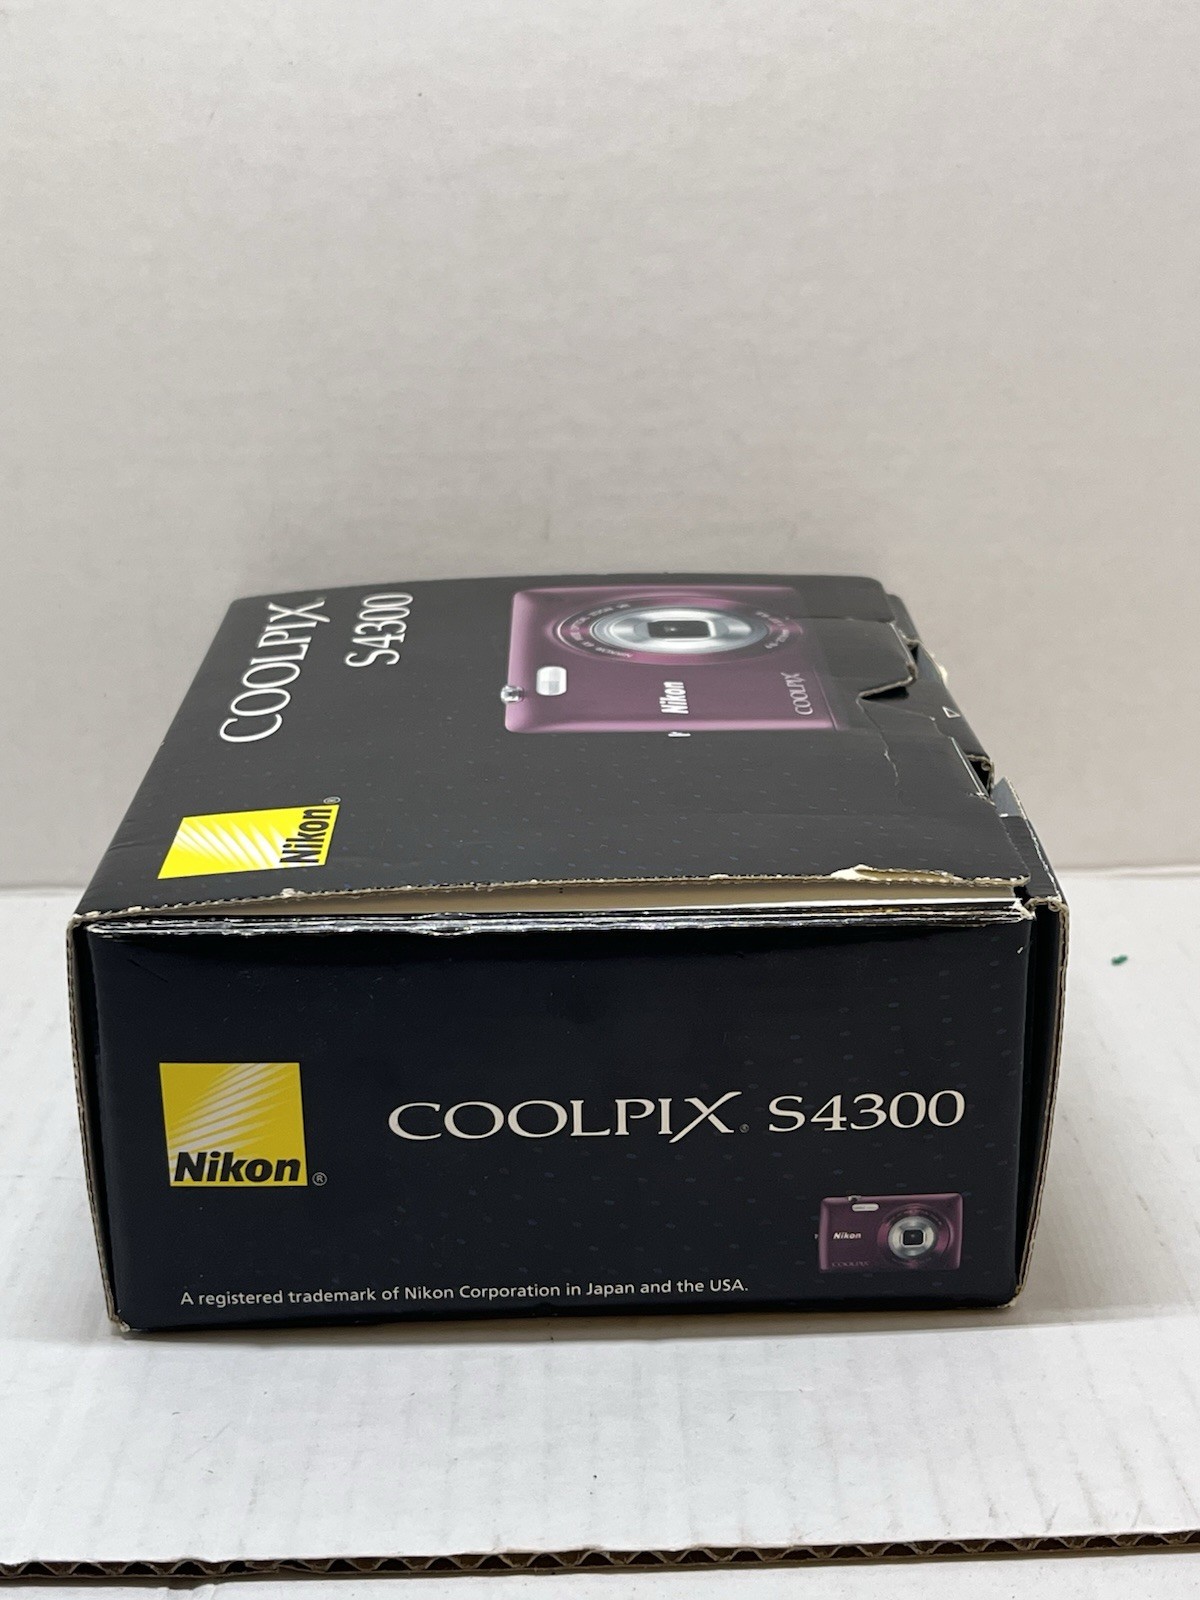 COOLPIX
S4300
Nikon
COOLPIX
Nikon®
Nikon®
COOLPIX® S4300
Nikon
COOLPIX
A registered trademark of Nikon Corporation in Japan and the USA.